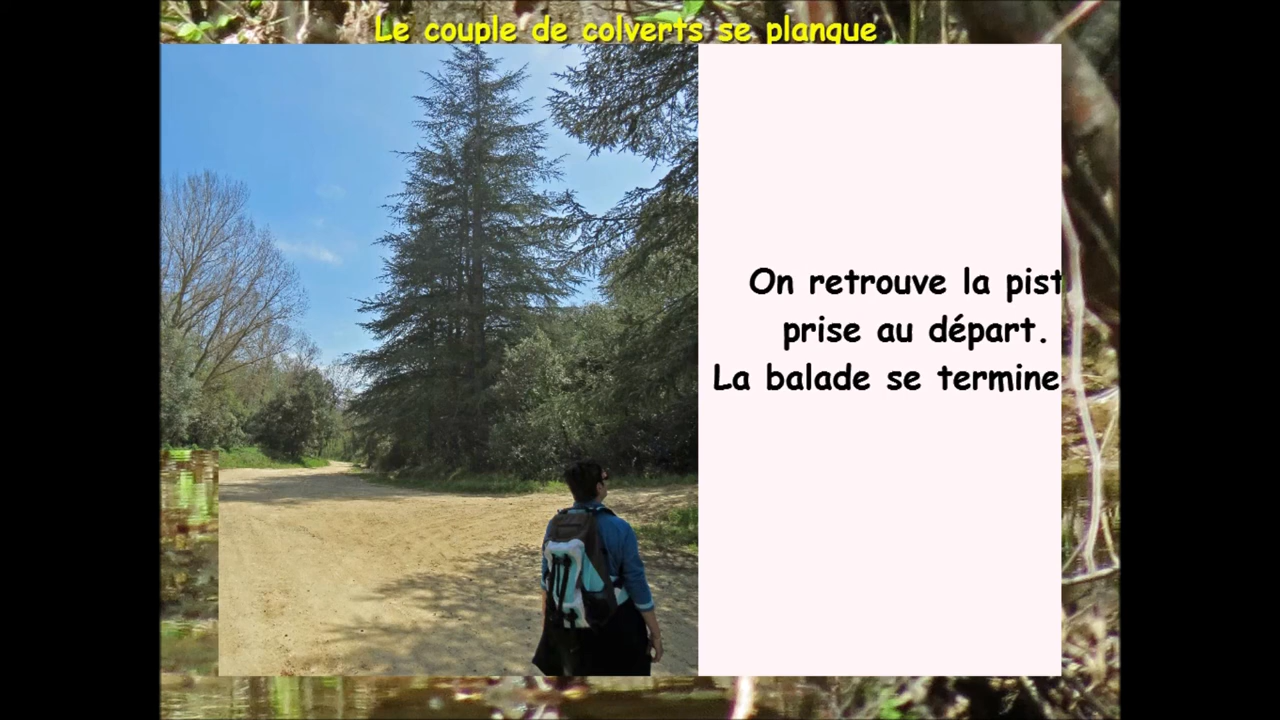 Le couple de colverts se planque
On retrouve la pist
prise au départ.
La balade se termine